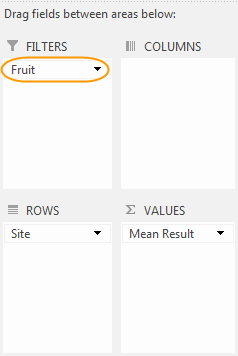 Drag fields between areas below:
FILTERS
COLUMNS
Fruit
ROWS
Σ VALUES
Site
Mean Result